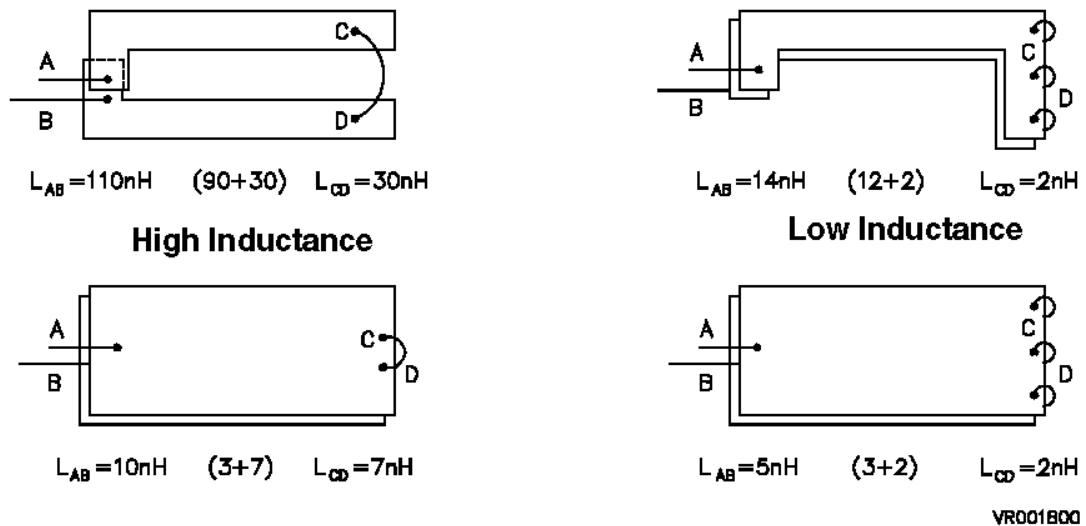 A
B
C
D
L_AB=110nH (90+30) L_CD=30nH
High Inductance
A
B
C
D
L_AB=14nH (12+2) L_CD=2nH
Low Inductance
A
B
C
D
L_AB=10nH (3+7) L_CD=7nH
A
B
C
D
L_AB=5nH (3+2) L_CD=2nH
VR001800